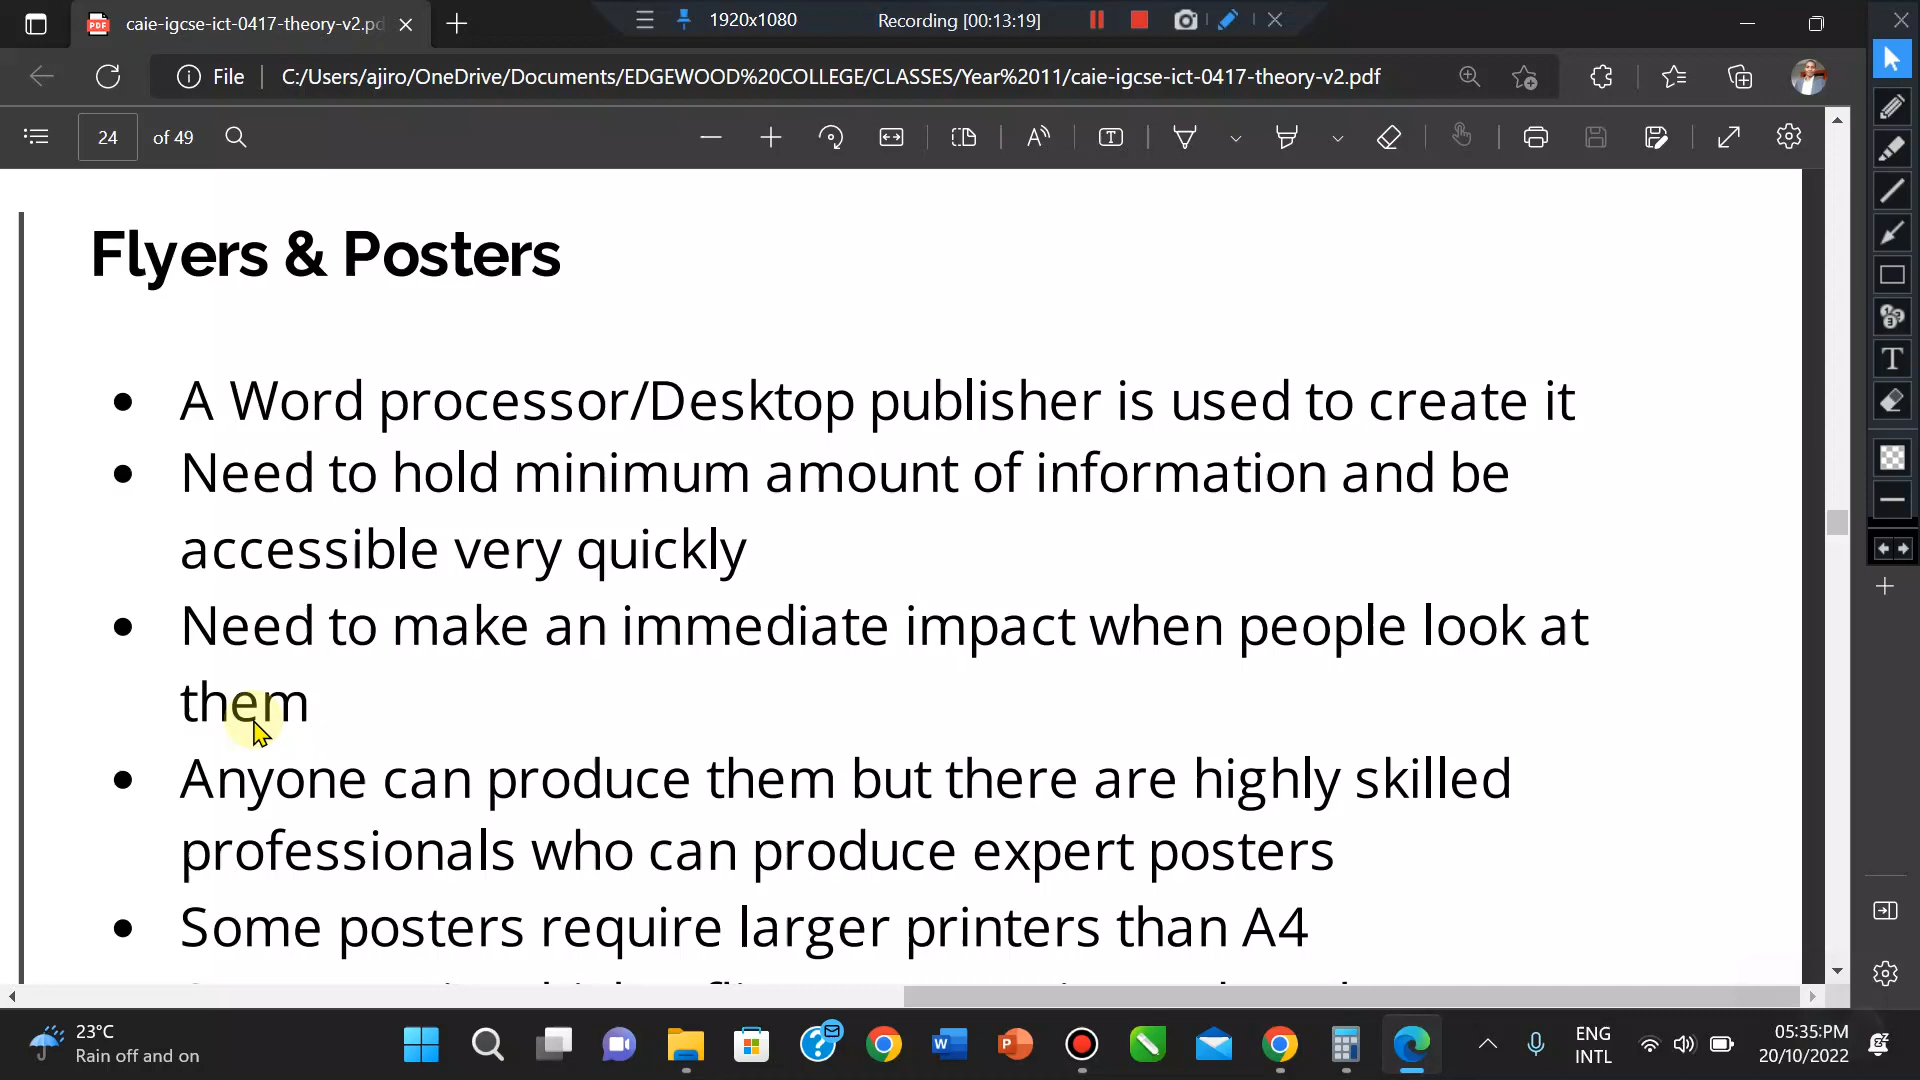 caie-igcse-ict-0417-theory-v2.pd
1920x1080
Recording [00:13:19]
File
C:/Users/ajiro/OneDrive/Documents/EDGEWOOD%20COLLEGE/CLASSES/Year%2011/caie-igcse-ict-0417-theory-v2.pdf
24 of 49
Flyers & Posters
• A Word processor/Desktop publisher is used to create it
• Need to hold minimum amount of information and be
accessible very quickly
• Need to make an immediate impact when people look at
them
• Anyone can produce them but there are highly skilled
professionals who can produce expert posters
• Some posters require larger printers than A4
23°C
Rain off and on
ENG
INTL
05:35:PM
20/10/2022